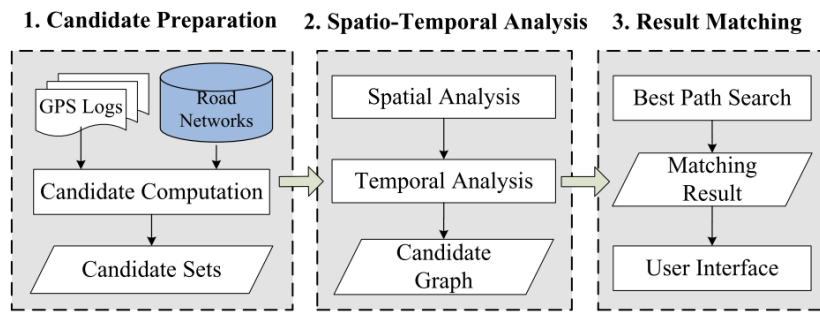 1. Candidate Preparation
2. Spatio-Temporal Analysis
3. Result Matching
GPS Logs
Road
Networks
Candidate Computation
Candidate Sets
Spatial Analysis
Temporal Analysis
Candidate
Graph
Best Path Search
Matching
Result
User Interface